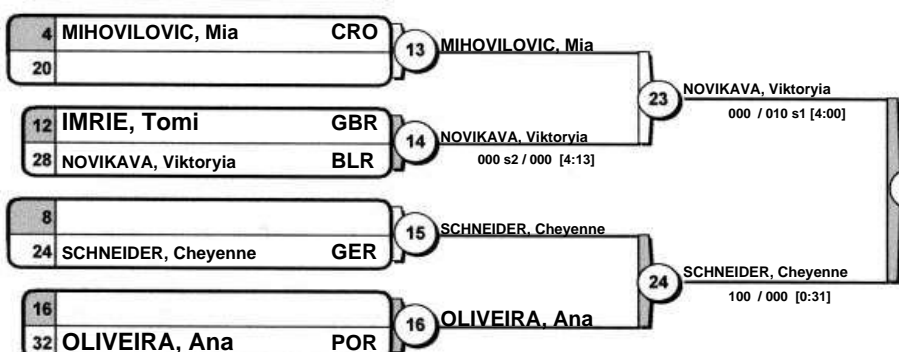 4 MIHOVILOVIC, Mia CRO
20
13 MIHOVILOVIC, Mia
12 IMRIE, Tomi GBR
28 NOVIKAVA, Viktoryia BLR
14 NOVIKAVA, Viktoryia
000 s2 / 000 [4:13]
23 NOVIKAVA, Viktoryia
000 / 010 s1 [4:00]
8
24 SCHNEIDER, Cheyenne GER
15 SCHNEIDER, Cheyenne
16
32 OLIVEIRA, Ana POR
16 OLIVEIRA, Ana
24 SCHNEIDER, Cheyenne
100 / 000 [0:31]